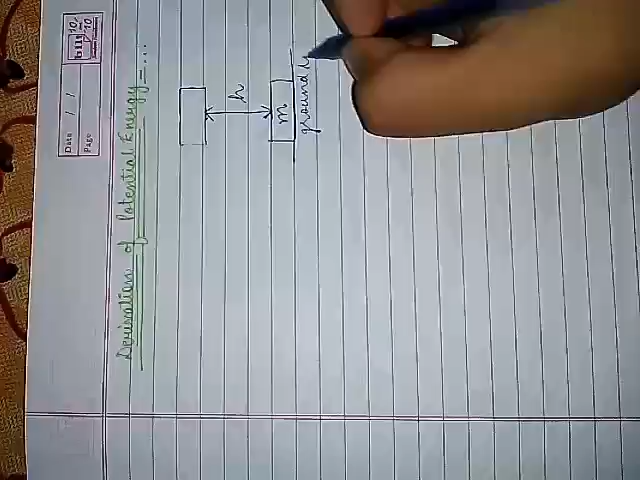 Date / /
Page
Derivation of Potential Energy - ...
h
m
ground